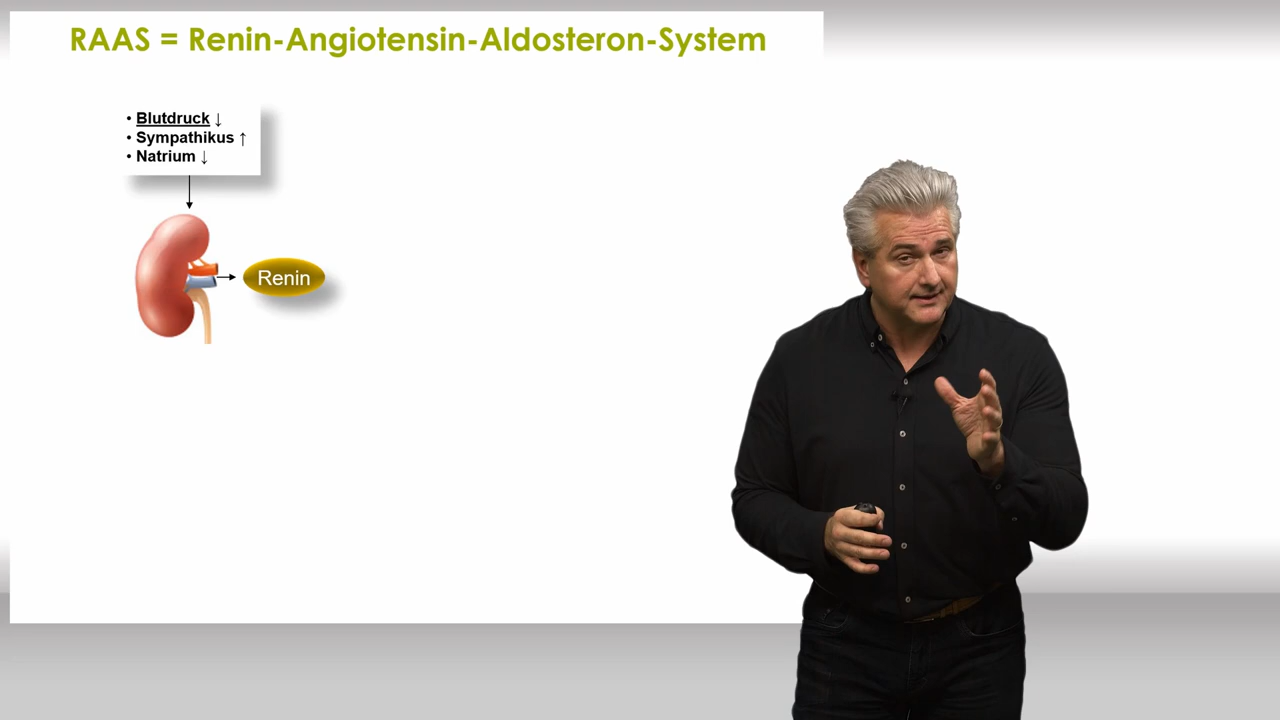 RAAS = Renin-Angiotensin-Aldosteron-System
• Blutdruck ↓
• Sympathikus ↑
• Natrium ↓
Renin